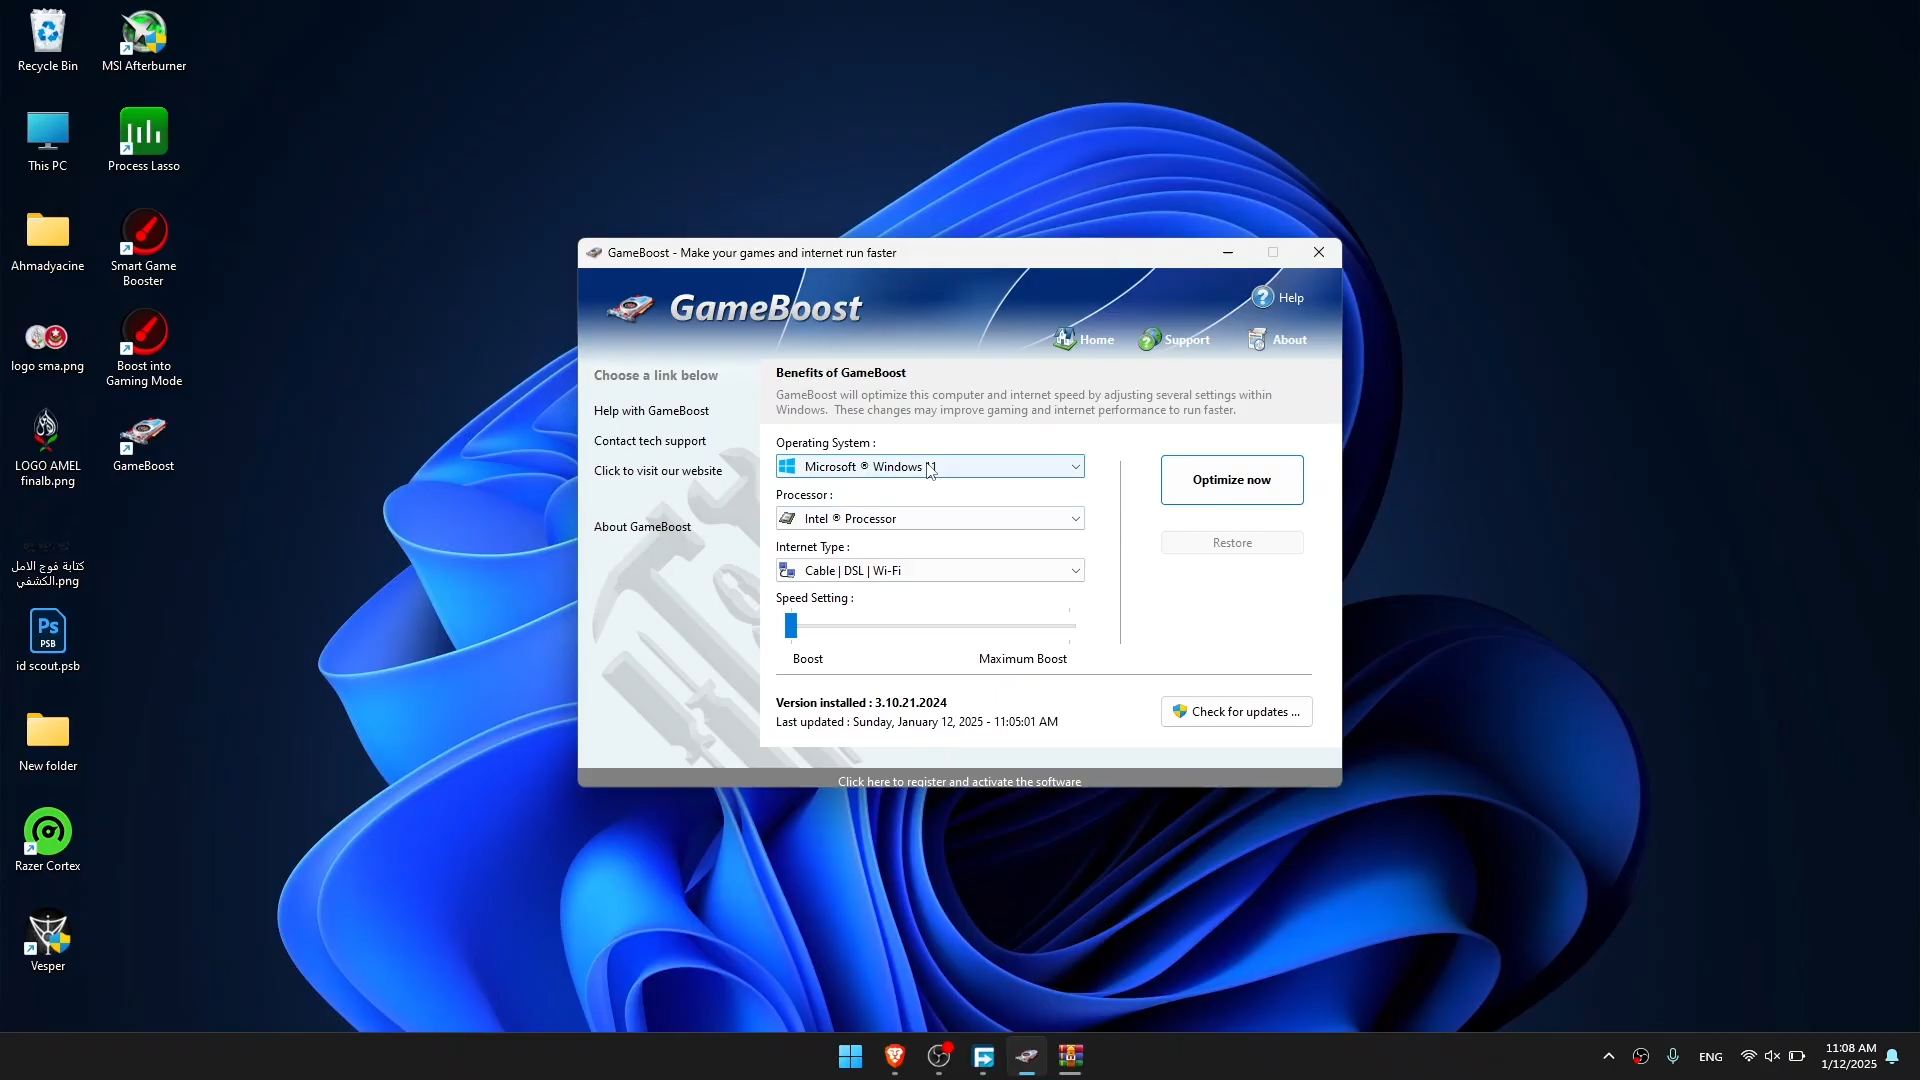 Recycle Bin
MSI Afterburner
This PC
Process Lasso
Ahmadyacine
Smart Game
Booster
logo sma.png
Boost into
Gaming Mode
LOGO AMEL
finalb.png
GameBoost
كتابة فوج الامل
الكشفي.png
Ps
PSB
id scout.psb
New folder
Razer Cortex
Vesper
GameBoost - Make your games and internet run faster
GameBoost
Help
Home
Support
About
Choose a link below
Help with GameBoost
Contact tech support
Click to visit our website
About GameBoost
Benefits of GameBoost
GameBoost will optimize this computer and internet speed by adjusting several settings within
Windows. These changes may improve gaming and internet performance to run faster.
Operating System :
Microsoft ® Windows 11
Processor :
Intel ® Processor
Internet Type :
Cable | DSL | Wi-Fi
Speed Setting :
Boost
Maximum Boost
Optimize now
Restore
Version installed : 3.10.21.2024
Last updated : Sunday, January 12, 2025 - 11:05:01 AM
Check for updates ...
Click here to register and activate the software
ENG
11:08 AM
1/12/2025